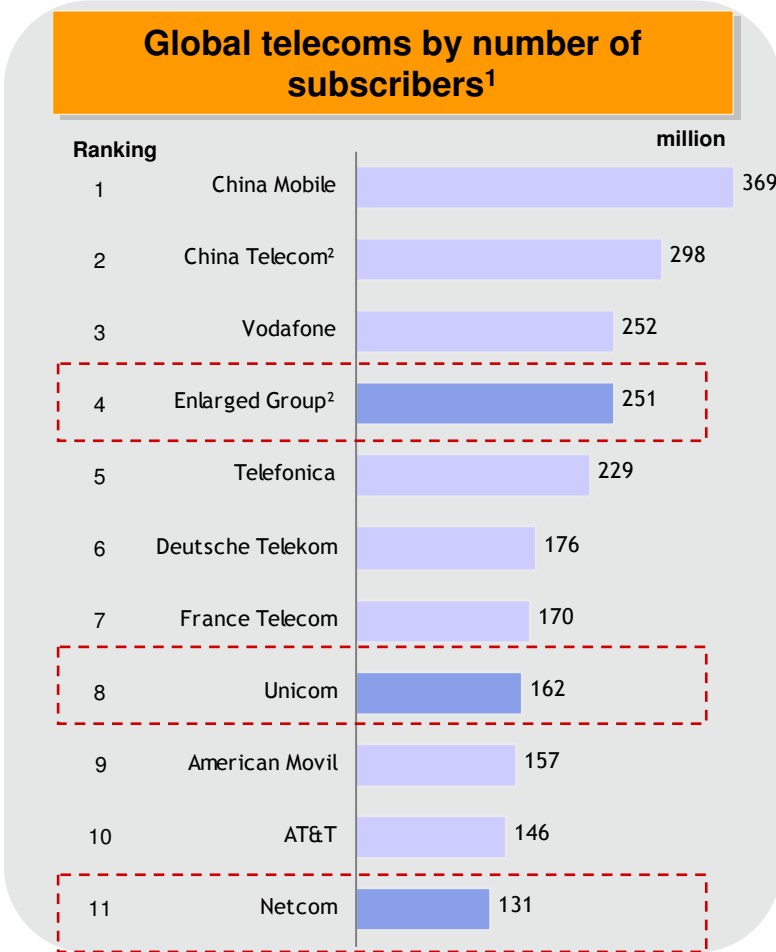 Global telecoms by number of
subscribers¹
Ranking million
1 China Mobile 369
2 China Telecom² 298
3 Vodafone 252
4 Enlarged Group² 251
5 Telefonica 229
6 Deutsche Telekom 176
7 France Telecom 170
8 Unicom 162
9 American Movil 157
10 AT&T 146
11 Netcom 131